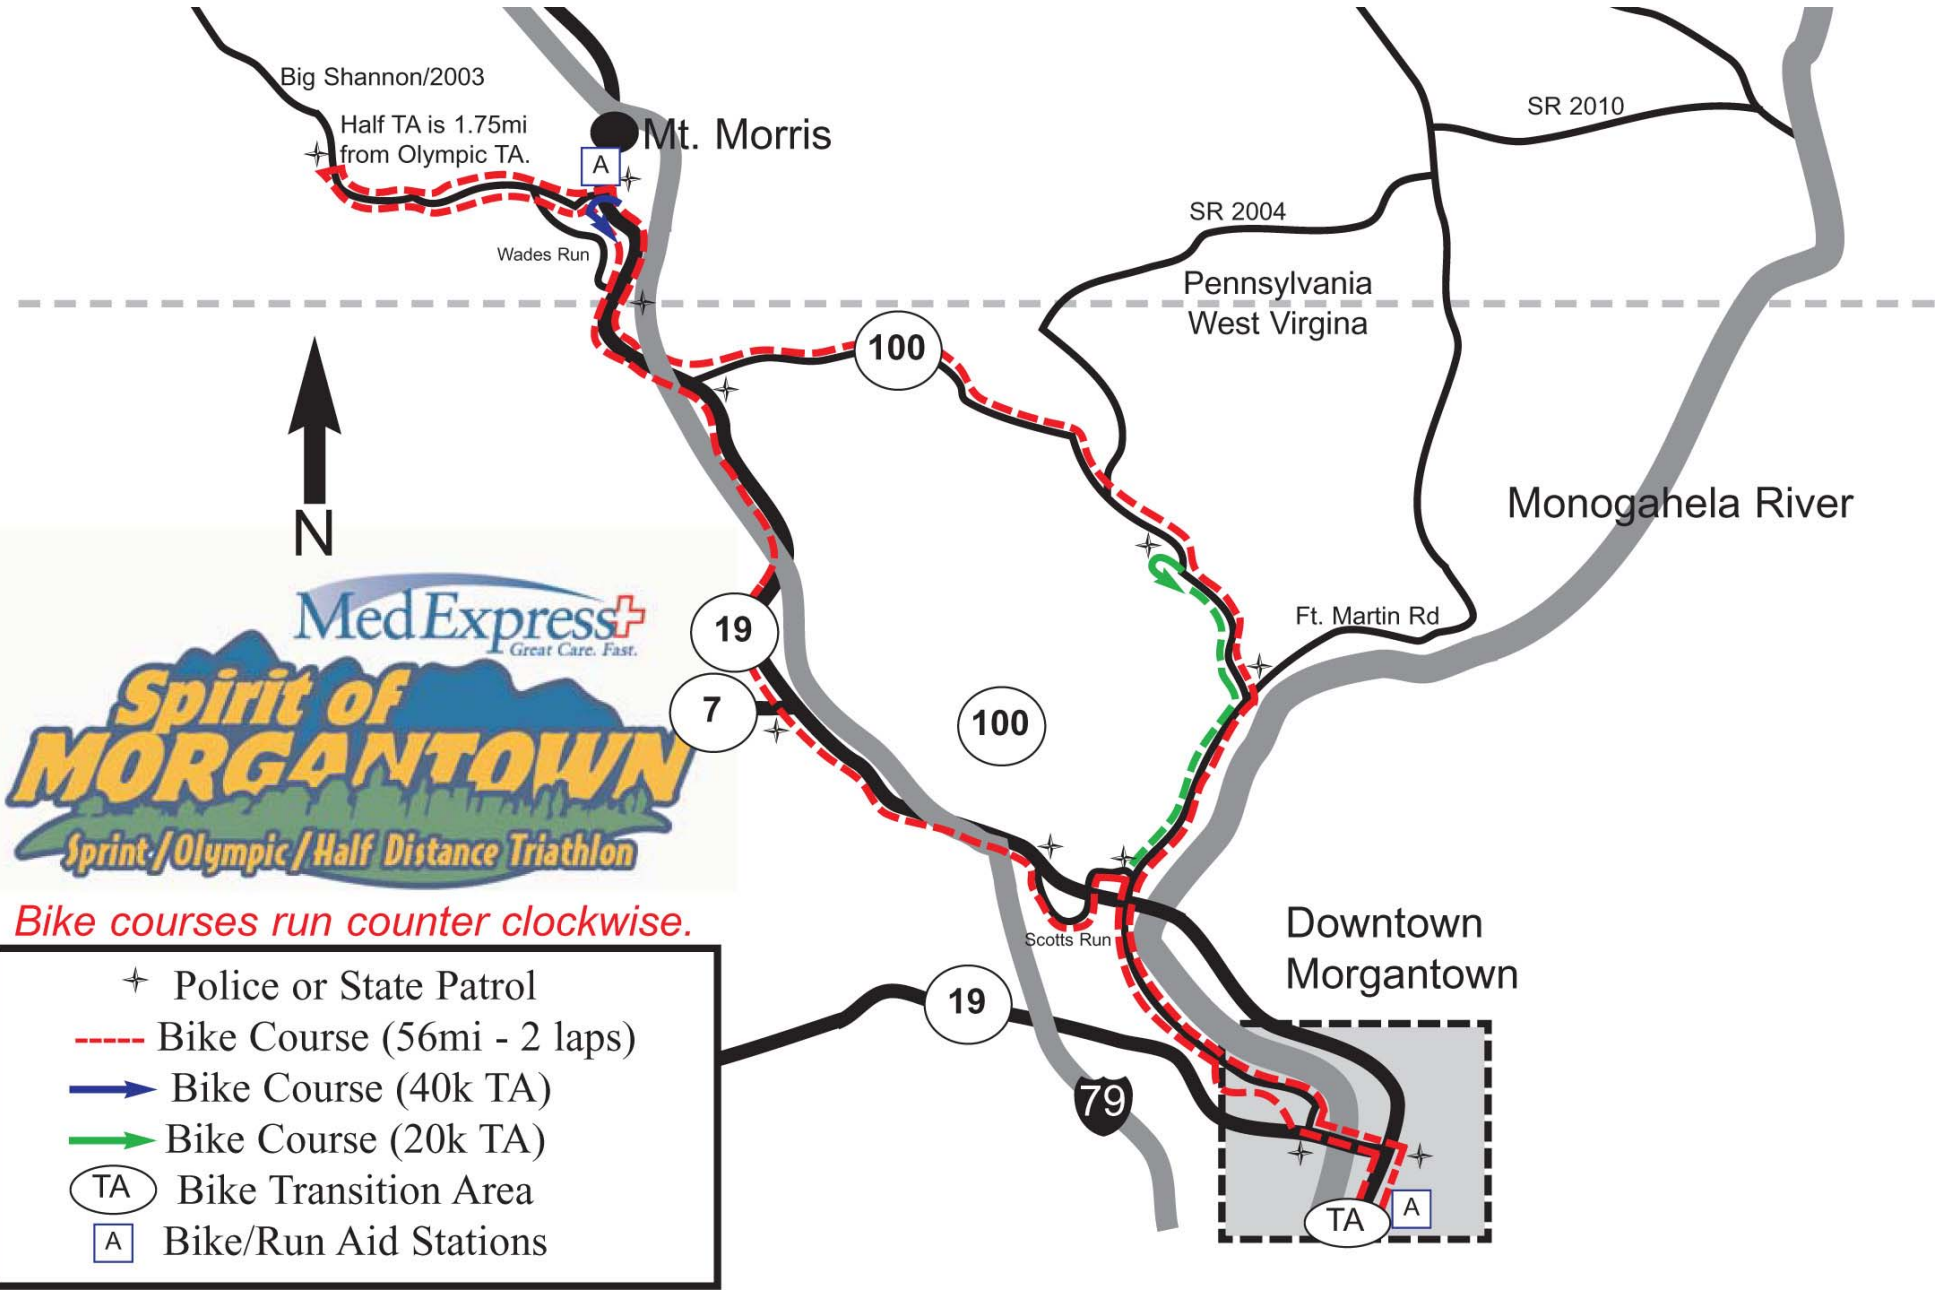 Big Shannon/2003
Half TA is 1.75mi
from Olympic TA.
A
Mt. Morris
Wades Run
SR 2010
SR 2004
Pennsylvania
West Virgina
100
N
Monogahela River
MedExpress
Great Care. Fast.
Spirit of
MORGANTOWN
Sprint/Olympic/Half Distance Triathlon
19
7
100
Ft. Martin Rd
Scotts Run
Downtown
Morgantown
19
79
TA
A
Bike courses run counter clockwise.
Police or State Patrol
Bike Course (56mi - 2 laps)
Bike Course (40k TA)
Bike Course (20k TA)
TA Bike Transition Area
A Bike/Run Aid Stations